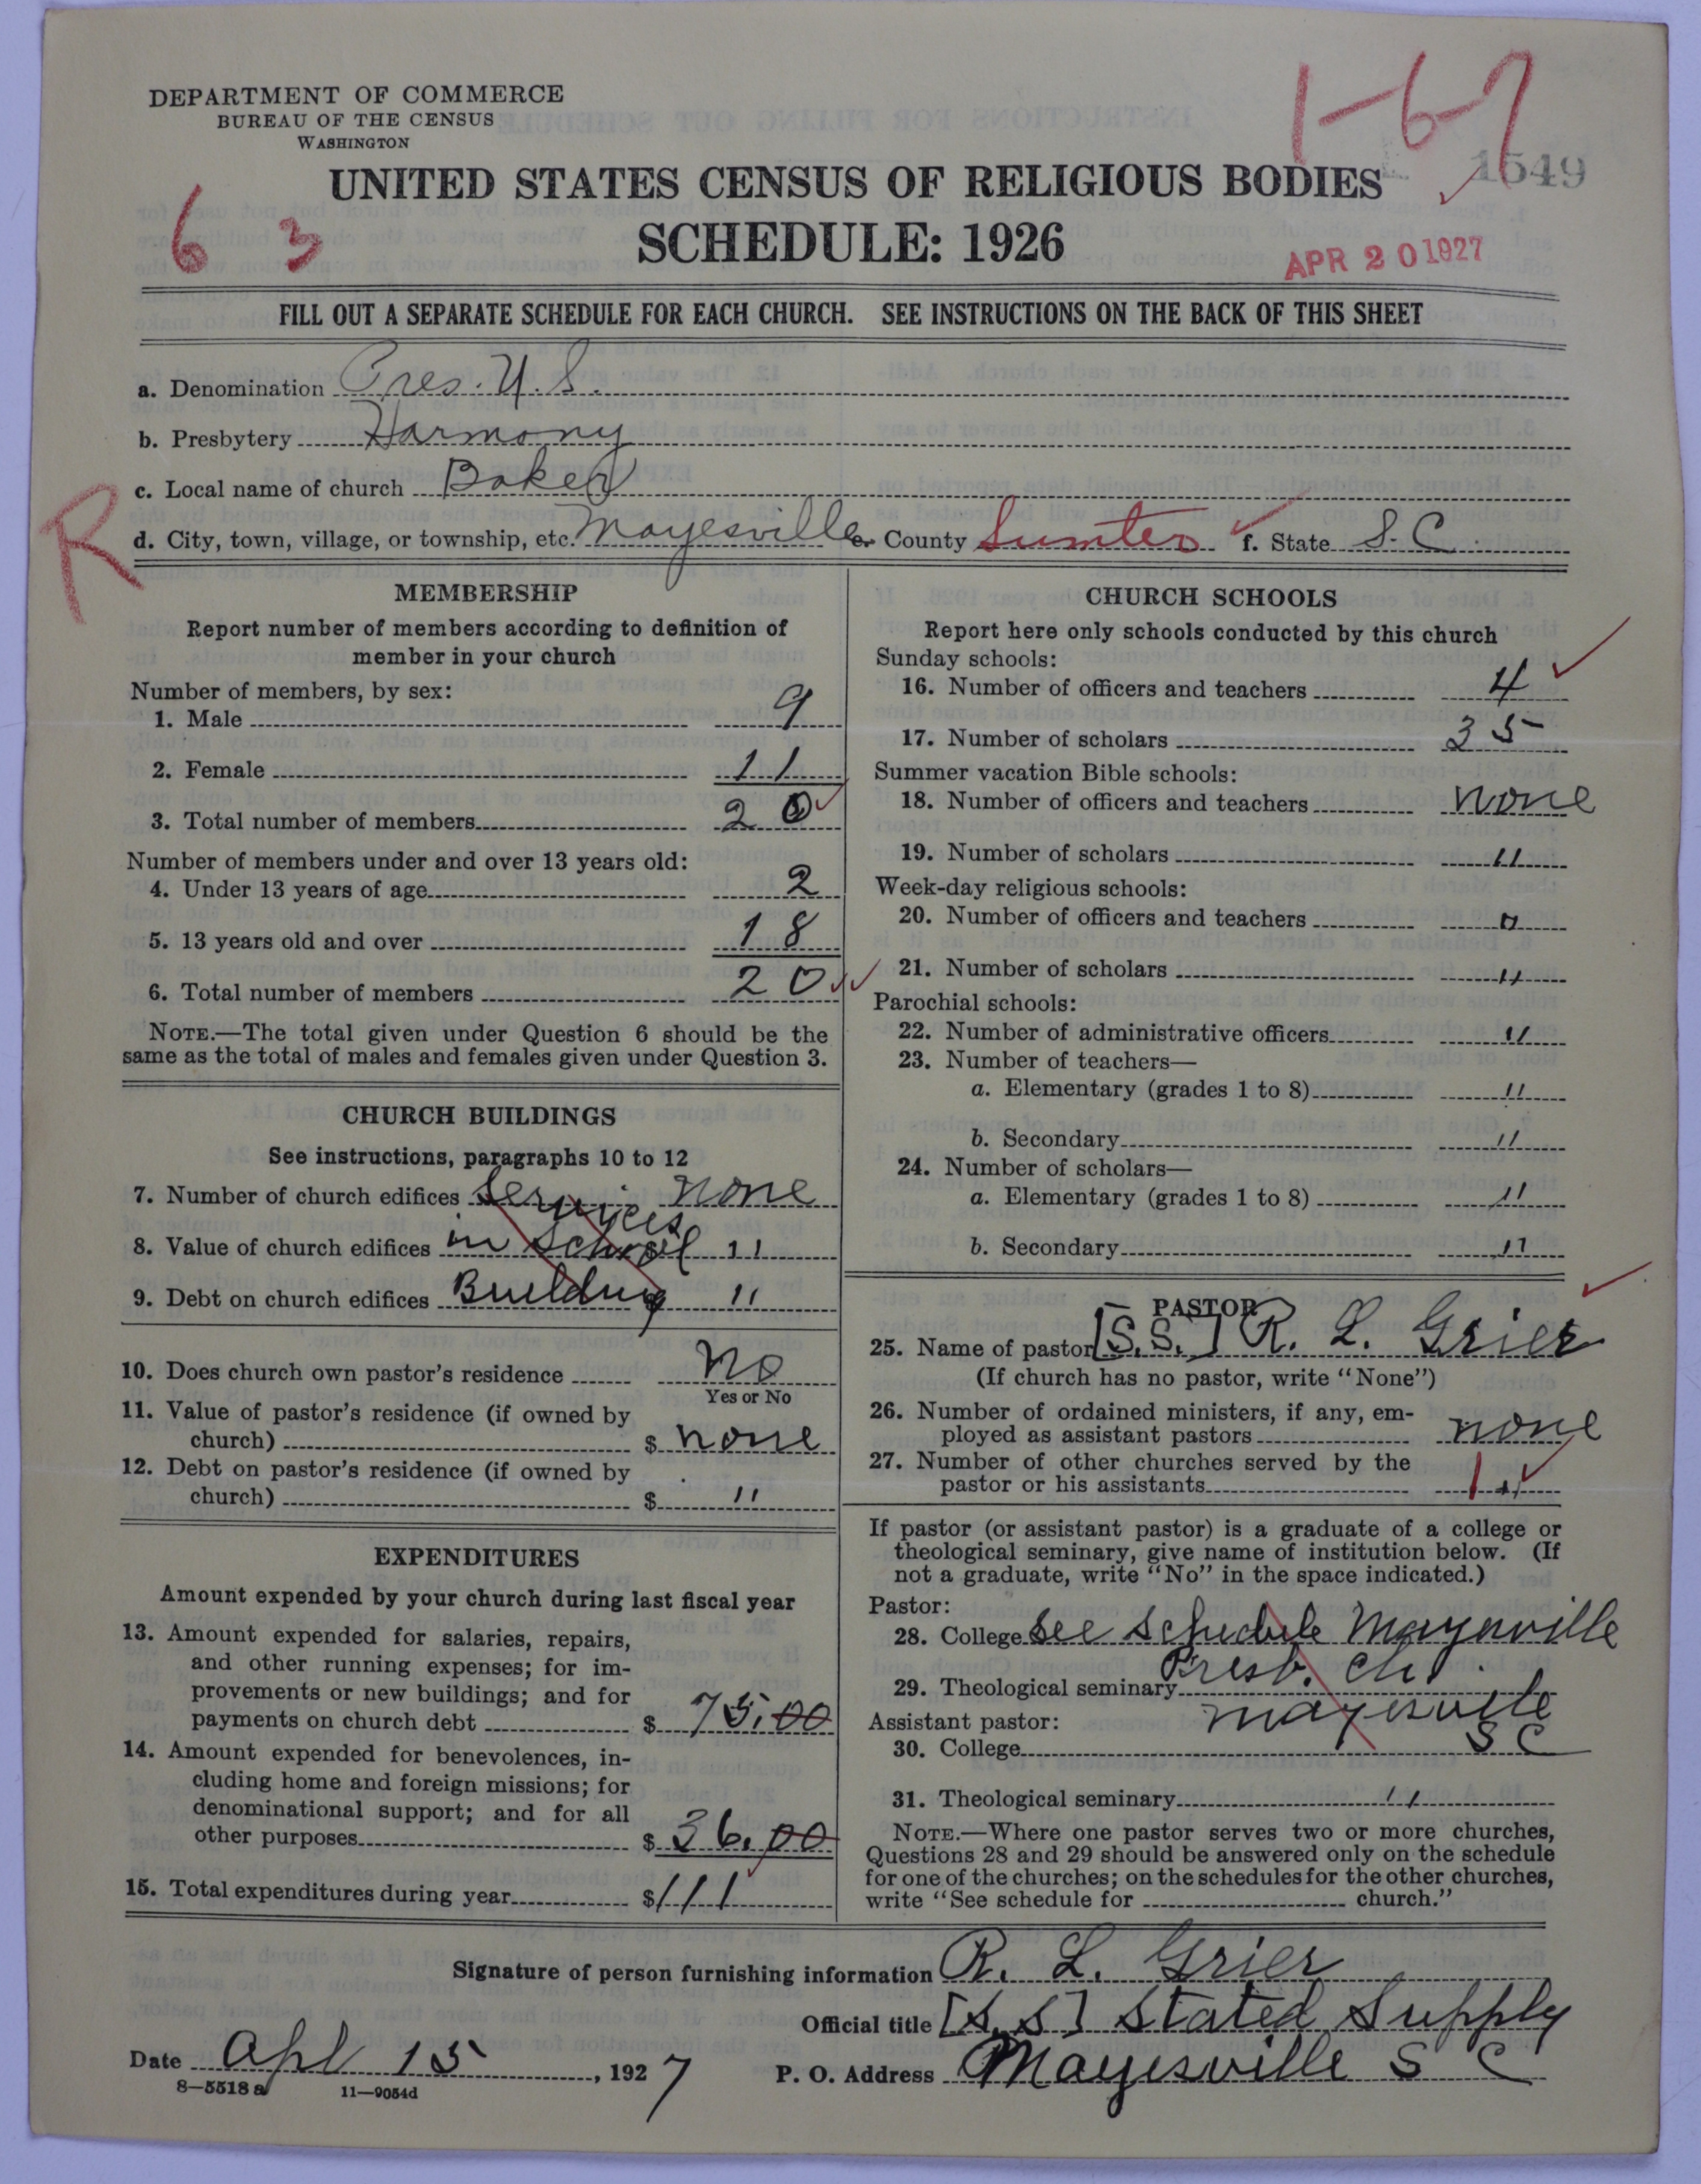 DEPARTMENT OF COMMERCE
BUREAU OF THE CENSUS
WASHINGTON
1-6-7
1549
UNITED STATES CENSUS OF RELIGIOUS BODIES
SCHEDULE: 1926
6 3
APR 20 1927
FILL OUT A SEPARATE SCHEDULE FOR EACH CHURCH. SEE INSTRUCTIONS ON THE BACK OF THIS SHEET
a. Denomination Pres. U.S.
b. Presbytery Harmony
c. Local name of church Baker
R
d. City, town, village, or township, etc. Mayesville e. County Sumter f. State S.C.
MEMBERSHIP
Report number of members according to definition of
member in your church
Number of members, by sex:
1. Male 9
2. Female 11
3. Total number of members 20
Number of members under and over 13 years old:
4. Under 13 years of age 2
5. 13 years old and over 18
6. Total number of members 20
NOTE.—The total given under Question 6 should be the
same as the total of males and females given under Question 3.
CHURCH BUILDINGS
See instructions, paragraphs 10 to 12
7. Number of church edifices Services none
8. Value of church edifices in School $ 11
9. Debt on church edifices Building 11
10. Does church own pastor's residence No
Yes or No
11. Value of pastor's residence (if owned by
church) $ none
12. Debt on pastor's residence (if owned by
church) $ 11
EXPENDITURES
Amount expended by your church during last fiscal year
13. Amount expended for salaries, repairs,
and other running expenses; for im-
provements or new buildings; and for
payments on church debt $ 75.00
14. Amount expended for benevolences, in-
cluding home and foreign missions; for
denominational support; and for all
other purposes $ 36.00
15. Total expenditures during year $ 111
CHURCH SCHOOLS
Report here only schools conducted by this church
Sunday schools:
16. Number of officers and teachers 4
17. Number of scholars 35
Summer vacation Bible schools:
18. Number of officers and teachers none
19. Number of scholars 11
Week-day religious schools:
20. Number of officers and teachers 0
21. Number of scholars 11
Parochial schools:
22. Number of administrative officers 11
23. Number of teachers—
a. Elementary (grades 1 to 8) 11
b. Secondary 11
24. Number of scholars—
a. Elementary (grades 1 to 8) 11
b. Secondary 11
PASTOR
25. Name of pastor [S.S.] R. L. Grier
(If church has no pastor, write "None")
26. Number of ordained ministers, if any, em-
ployed as assistant pastors none
27. Number of other churches served by the
pastor or his assistants 1
If pastor (or assistant pastor) is a graduate of a college or
theological seminary, give name of institution below. (If
not a graduate, write "No" in the space indicated.)
Pastor:
28. College See schedule Mayesville
Presb. Ch.
29. Theological seminary
Assistant pastor: Mayesville
30. College S C
31. Theological seminary 11
NOTE.—Where one pastor serves two or more churches,
Questions 28 and 29 should be answered only on the schedule
for one of the churches; on the schedules for the other churches,
write "See schedule for church."
Signature of person furnishing information R. L. Grier
Official title [S.S] Stated Supply
Date Apl 15, 1927 P. O. Address Mayesville S C
8—5518 a 11—9054d